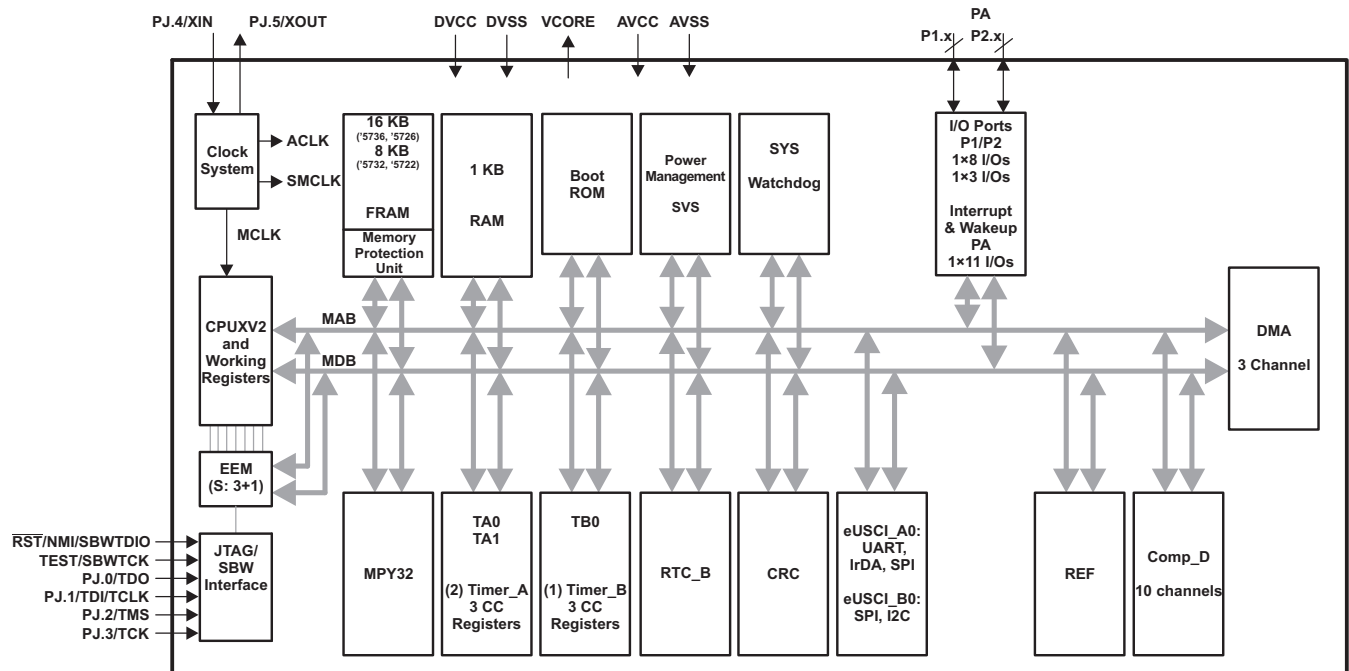 PJ.4/XIN
PJ.5/XOUT
DVCC
DVSS
VCORE
AVCC
AVSS
PA
P1.x
P2.x
Clock
System
ACLK
SMCLK
MCLK
16 KB
('5736, '5726)
8 KB
('5732, '5722)
FRAM
Memory
Protection
Unit
1 KB
RAM
Boot
ROM
Power
Management
SVS
SYS
Watchdog
I/O Ports
P1/P2
1×8 I/Os
1×3 I/Os
Interrupt
& Wakeup
PA
1×11 I/Os
CPUXV2
and
Working
Registers
MAB
MDB
DMA
3 Channel
EEM
(S: 3+1)
RST/NMI/SBWTDIO
TEST/SBWTCK
PJ.0/TDO
PJ.1/TDI/TCLK
PJ.2/TMS
PJ.3/TCK
JTAG/
SBW
Interface
MPY32
TA0
TA1
(2) Timer_A
3 CC
Registers
TB0
(1) Timer_B
3 CC
Registers
RTC_B
CRC
eUSCI_A0:
UART,
IrDA, SPI
eUSCI_B0:
SPI, I2C
REF
Comp_D
10 channels